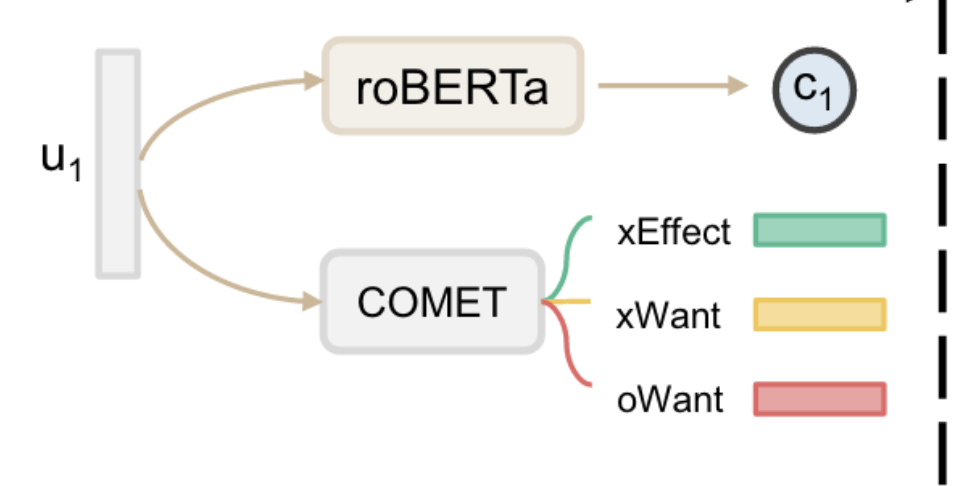 u1
roBERTa
c1
COMET
xEffect
xWant
oWant